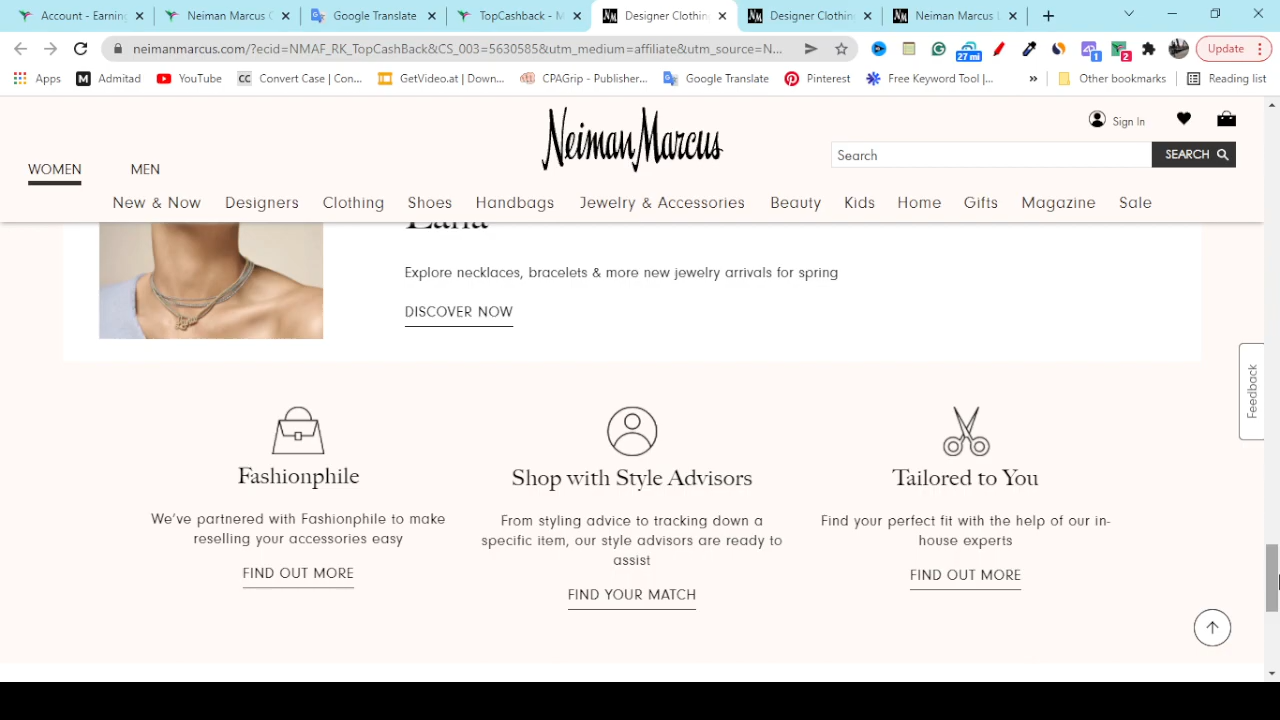 Account - Earnin
Neiman Marcus C
Google Translate
TopCashback - M
Designer Clothin
Designer Clothin
Neiman Marcus L
neimanmarcus.com/?ecid=NMAF_RK_TopCashBack&CS_003=5630585&utm_medium=affiliate&utm_source=N...
27 mi
1
2
Update
Apps
Admitad
YouTube
CC Convert Case | Con...
GetVideo.at | Down...
CPAGrip - Publisher...
Google Translate
Pinterest
Free Keyword Tool |...
»
Other bookmarks
Reading list
Neiman Marcus
Sign In
Search
SEARCH
WOMEN
MEN
New & Now
Designers
Clothing
Shoes
Handbags
Jewelry & Accessories
Beauty
Kids
Home
Gifts
Magazine
Sale
Explore necklaces, bracelets & more new jewelry arrivals for spring
DISCOVER NOW
Feedback
Fashionphile
We've partnered with Fashionphile to make
reselling your accessories easy
FIND OUT MORE
Shop with Style Advisors
From styling advice to tracking down a
specific item, our style advisors are ready to
assist
FIND YOUR MATCH
Tailored to You
Find your perfect fit with the help of our in-
house experts
FIND OUT MORE